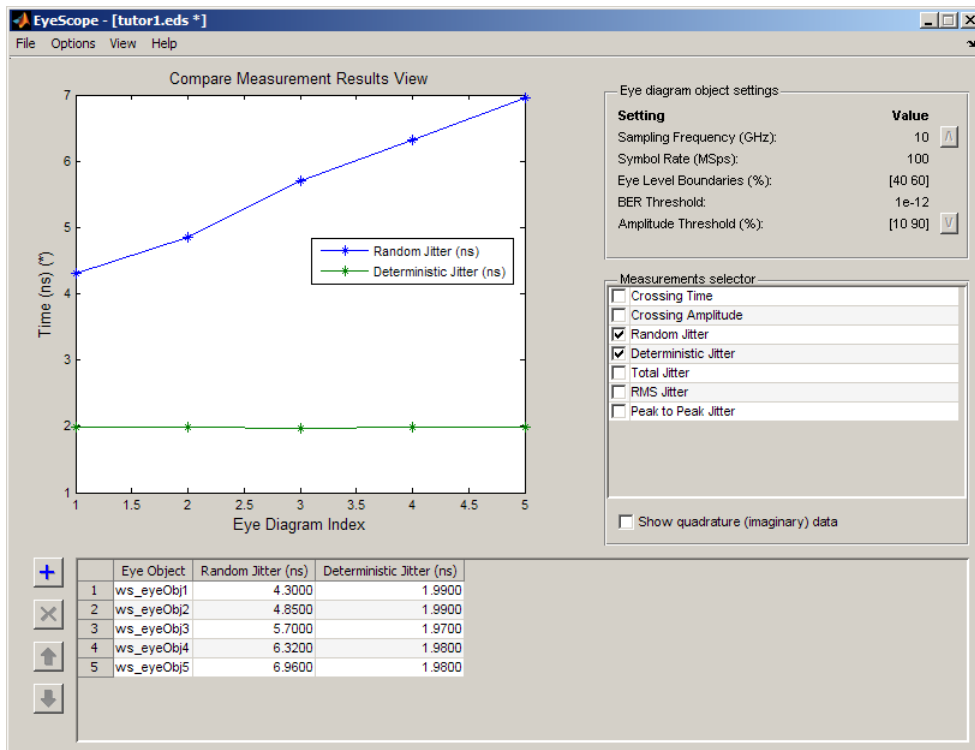 EyeScope - [tutor1.eds *]
File Options View Help
Compare Measurement Results View
7
6
5
4
3
2
1
Time (ns) (*)
Random Jitter (ns)
Deterministic Jitter (ns)
1 1.5 2 2.5 3 3.5 4 4.5 5
Eye Diagram Index
Eye diagram object settings
Setting Value
Sampling Frequency (GHz): 10
Symbol Rate (MSps): 100
Eye Level Boundaries (%): [40 60]
BER Threshold: 1e-12
Amplitude Threshold (%): [10 90]
Measurements selector
Crossing Time
Crossing Amplitude
Random Jitter
Deterministic Jitter
Total Jitter
RMS Jitter
Peak to Peak Jitter
Show quadrature (imaginary) data
Eye Object Random Jitter (ns) Deterministic Jitter (ns)
1 ws_eyeObj1 4.3000 1.9900
2 ws_eyeObj2 4.8500 1.9900
3 ws_eyeObj3 5.7000 1.9700
4 ws_eyeObj4 6.3200 1.9800
5 ws_eyeObj5 6.9600 1.9800